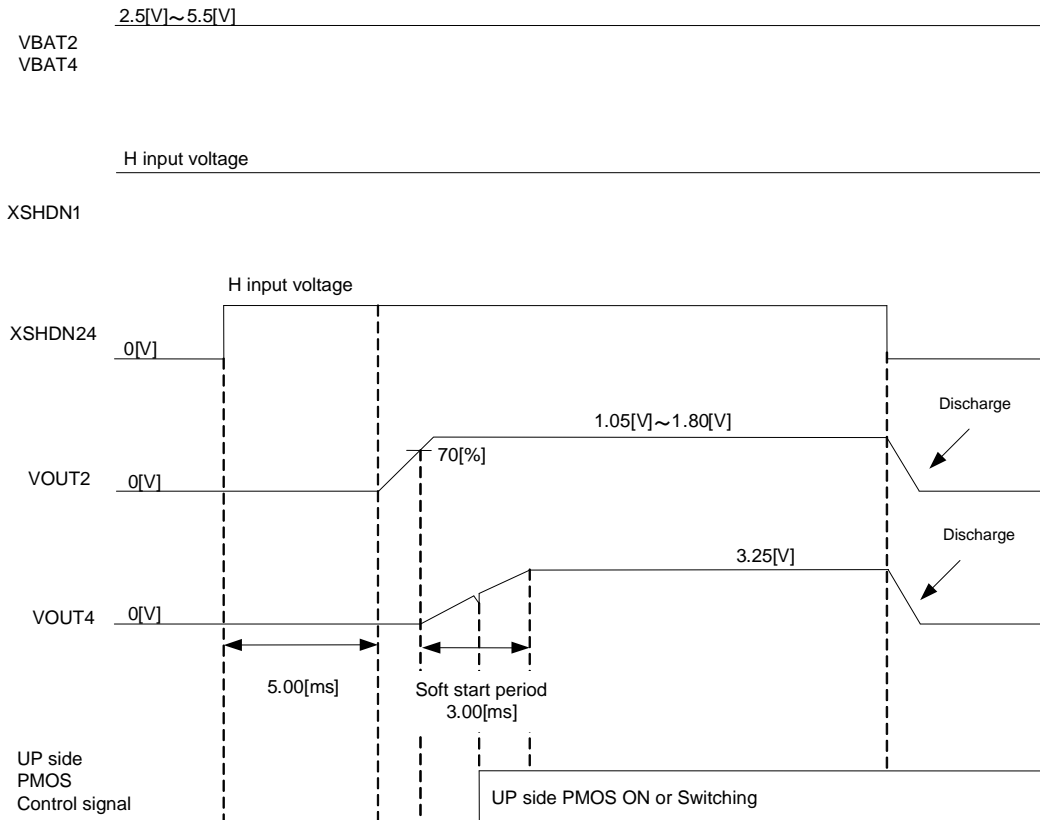 2.5[V]～5.5[V]
VBAT2
VBAT4
H input voltage
XSHDN1
H input voltage
XSHDN24
0[V]
Discharge
1.05[V]～1.80[V]
70[%]
VOUT2
0[V]
Discharge
3.25[V]
VOUT4
0[V]
5.00[ms]
Soft start period
3.00[ms]
UP side
PMOS
Control signal
UP side PMOS ON or Switching